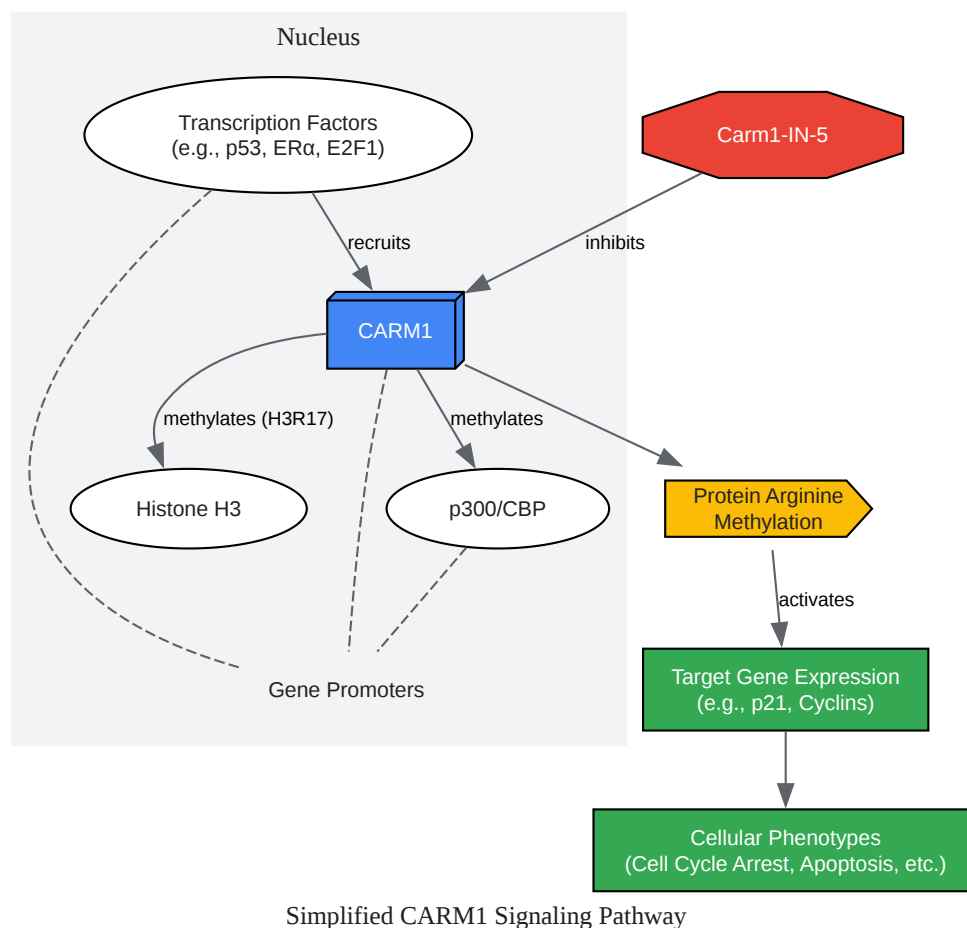 Nucleus
Transcription Factors
(e.g., p53, ERα, E2F1)
Carm1-IN-5
recruits
inhibits
CARM1
methylates (H3R17)
methylates
Histone H3
p300/CBP
Protein Arginine
Methylation
activates
Gene Promoters
Target Gene Expression
(e.g., p21, Cyclins)
Cellular Phenotypes
(Cell Cycle Arrest, Apoptosis, etc.)
Simplified CARM1 Signaling Pathway